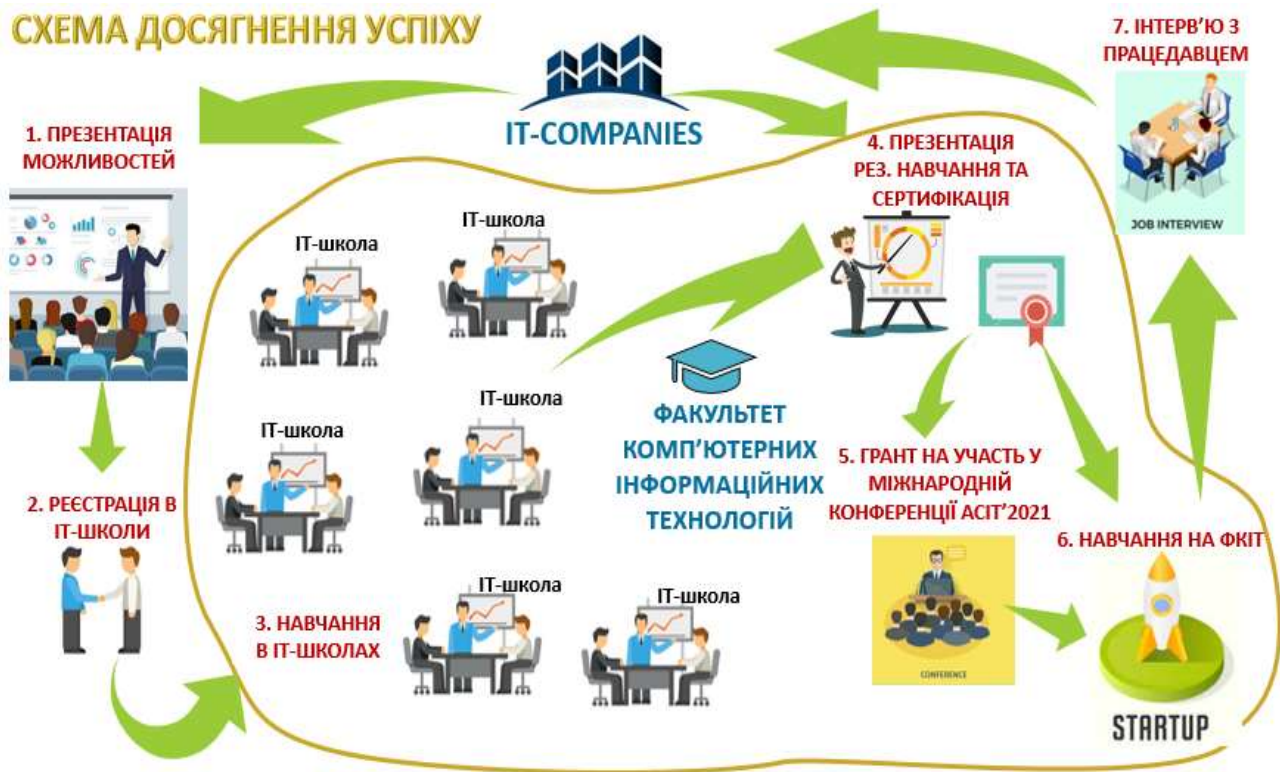 СХЕМА ДОСЯГНЕННЯ УСПІХУ
IT-COMPANIES
7. ІНТЕРВ'Ю З
ПРАЦЕДАВЦЕМ
JOB INTERVIEW
1. ПРЕЗЕНТАЦІЯ
МОЖЛИВОСТЕЙ
4. ПРЕЗЕНТАЦІЯ
РЕЗ. НАВЧАННЯ ТА
СЕРТИФІКАЦІЯ
ІТ-школа
ІТ-школа
ІТ-школа
ІТ-школа
ФАКУЛЬТЕТ
КОМП'ЮТЕРНИХ
ІНФОРМАЦІЙНИХ
ТЕХНОЛОГІЙ
2. РЕЄСТРАЦІЯ В
ІТ-ШКОЛИ
5. ГРАНТ НА УЧАСТЬ У
МІЖНАРОДНІЙ
КОНФЕРЕНЦІЇ АСІТ'2021
CONFERENCE
6. НАВЧАННЯ НА ФКІТ
STARTUP
ІТ-школа
ІТ-школа
3. НАВЧАННЯ
В ІТ-ШКОЛАХ